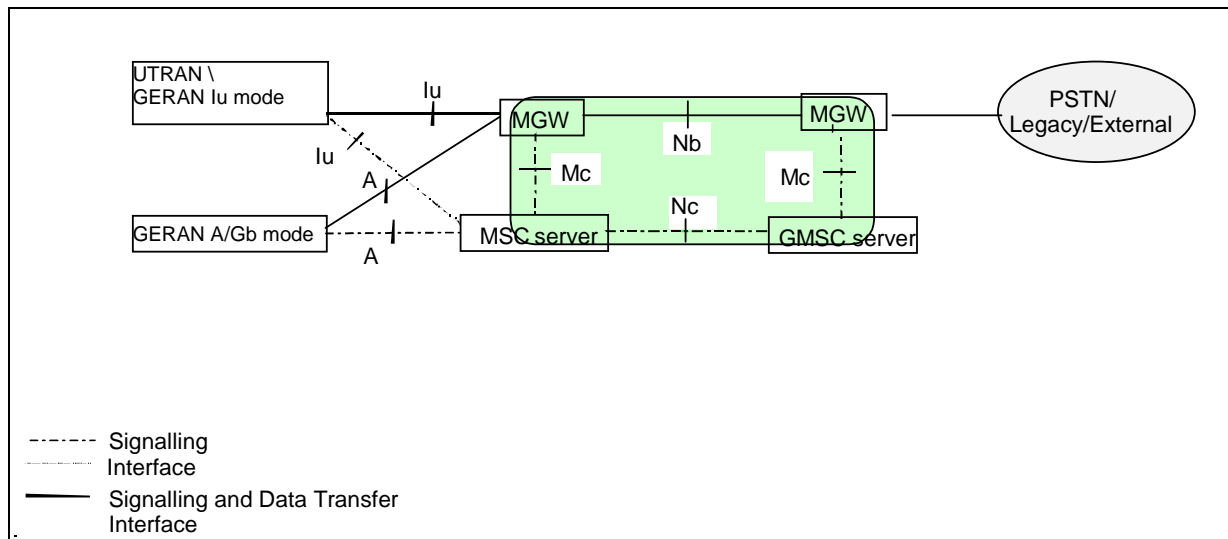 UTRAN \
GERAN Iu mode
Iu
MGW
MGW
PSTN/
Legacy/External
Nb
Iu
Mc
Mc
A
Nc
GERAN A/Gb mode
MSC server
GMSC server
A
Signalling
Interface
Signalling and Data Transfer
Interface